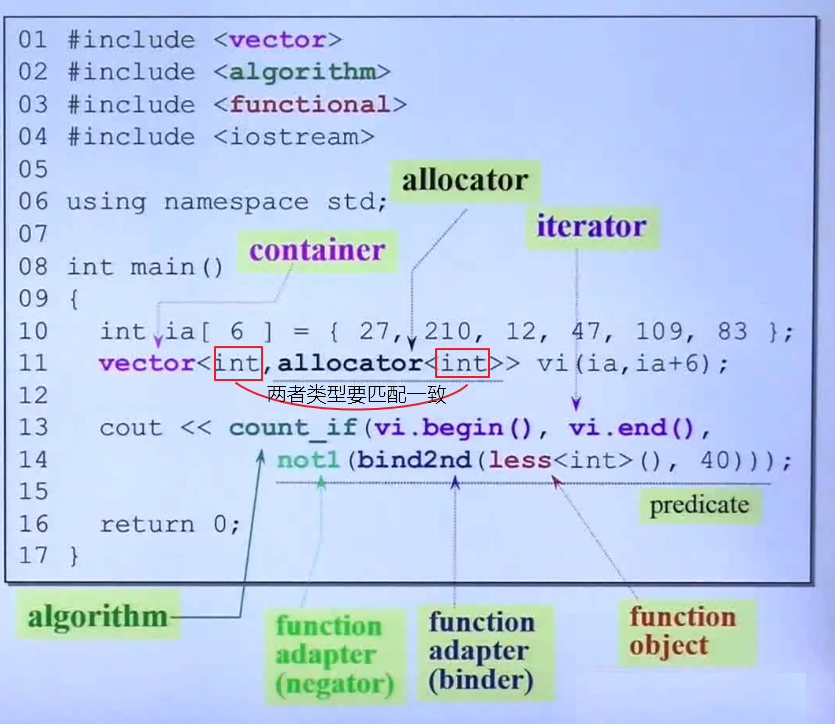 01 #include <vector>
02 #include <algorithm>
03 #include <functional>
04 #include <iostream>
05
allocator
06 using namespace std;
iterator
07
container
08 int main()
09 {
10 int ia[ 6 ] = { 27, 210, 12, 47, 109, 83 };
11 vector<int,allocator<int>> vi(ia,ia+6);
12
两者类型要匹配一致
13 cout << count_if(vi.begin(), vi.end(),
14 not1(bind2nd(less<int>(), 40)));
15
predicate
16 return 0;
17 }
algorithm
function
adapter
(negator)
function
adapter
(binder)
function
object